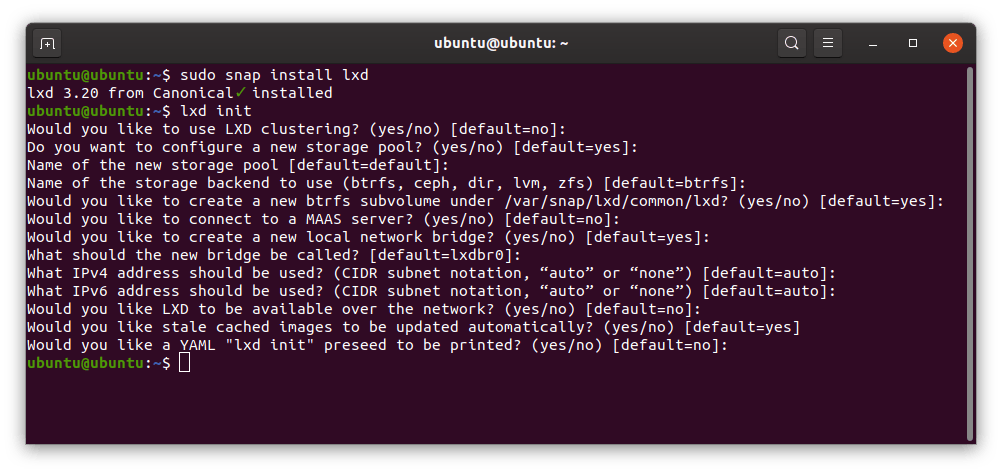 ubuntu@ubuntu: ~
ubuntu@ubuntu:~$ sudo snap install lxd
lxd 3.20 from Canonical✓ installed
ubuntu@ubuntu:~$ lxd init
Would you like to use LXD clustering? (yes/no) [default=no]:
Do you want to configure a new storage pool? (yes/no) [default=yes]:
Name of the new storage pool [default=default]:
Name of the storage backend to use (btrfs, ceph, dir, lvm, zfs) [default=btrfs]:
Would you like to create a new btrfs subvolume under /var/snap/lxd/common/lxd? (yes/no) [default=yes]:
Would you like to connect to a MAAS server? (yes/no) [default=no]:
Would you like to create a new local network bridge? (yes/no) [default=yes]:
What should the new bridge be called? [default=lxdbr0]:
What IPv4 address should be used? (CIDR subnet notation, “auto” or “none”) [default=auto]:
What IPv6 address should be used? (CIDR subnet notation, “auto” or “none”) [default=auto]:
Would you like LXD to be available over the network? (yes/no) [default=no]:
Would you like stale cached images to be updated automatically? (yes/no) [default=yes]
Would you like a YAML "lxd init" preseed to be printed? (yes/no) [default=no]:
ubuntu@ubuntu:~$